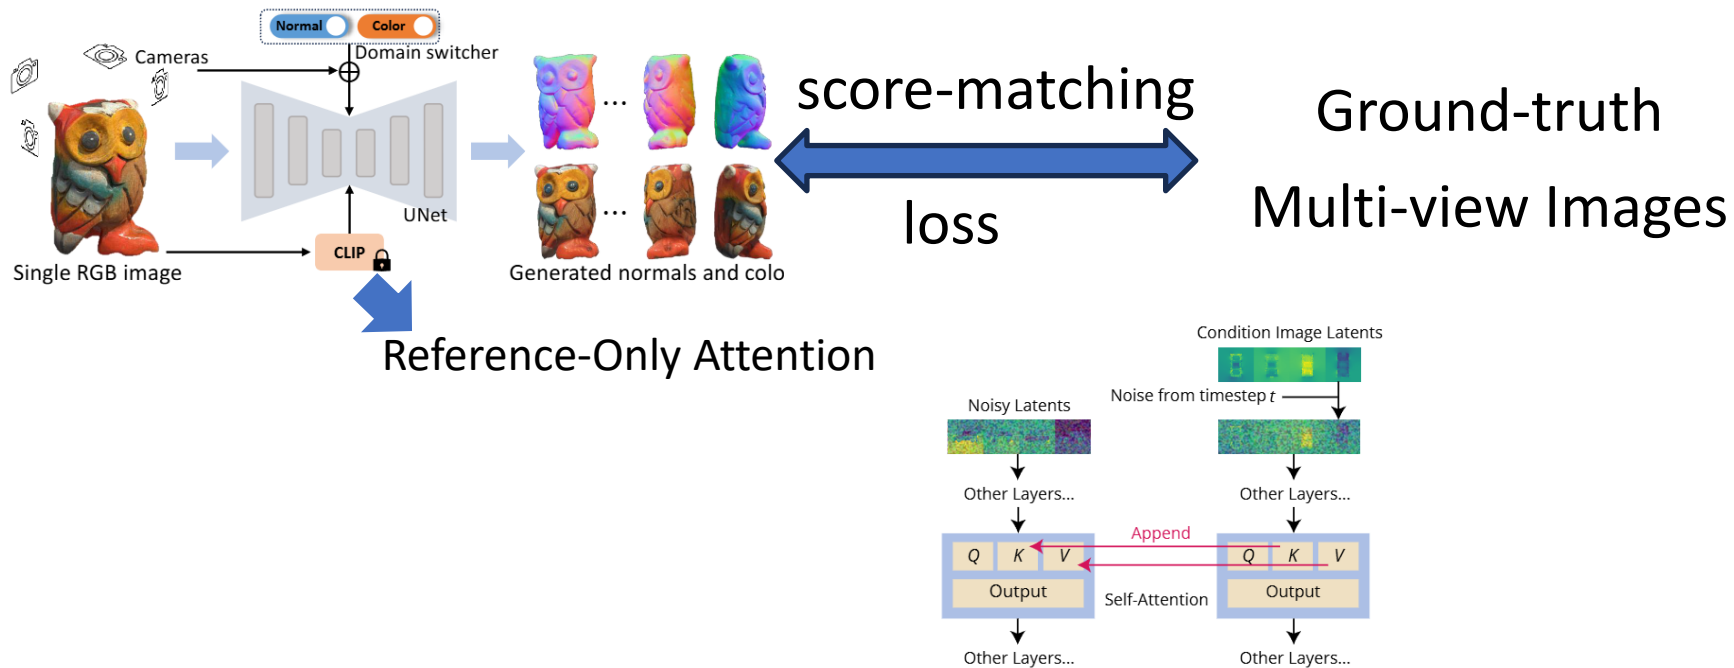 Normal
Color
Cameras
Domain switcher
UNet
CLIP
Single RGB image
Generated normals and colo
score-matching
loss
Ground-truth
Multi-view Images
Reference-Only Attention
Condition Image Latents
Noise from timestep t
Noisy Latents
Other Layers...
Other Layers...
Append
Q K V
Q K V
Output
Self-Attention
Output
Other Layers...
Other Layers...